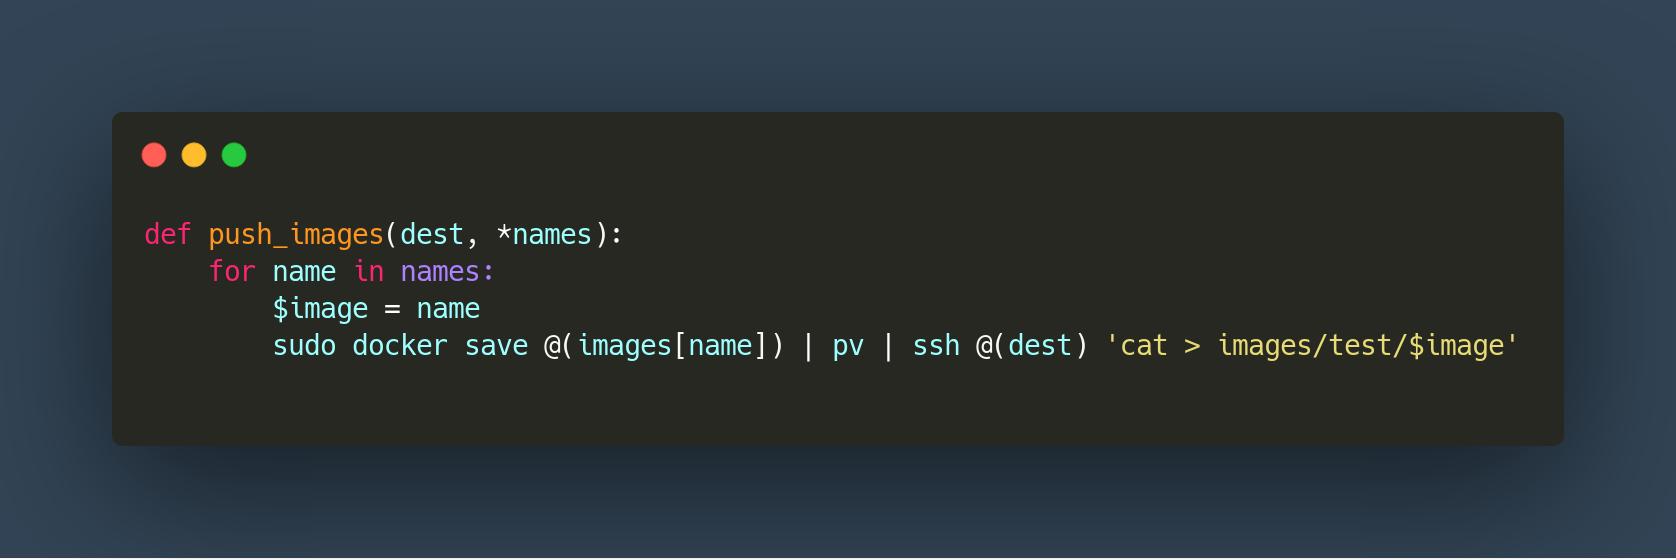 def push_images(dest, *names):
    for name in names:
        $image = name
        sudo docker save @(images[name]) | pv | ssh @(dest) 'cat > images/test/$image'